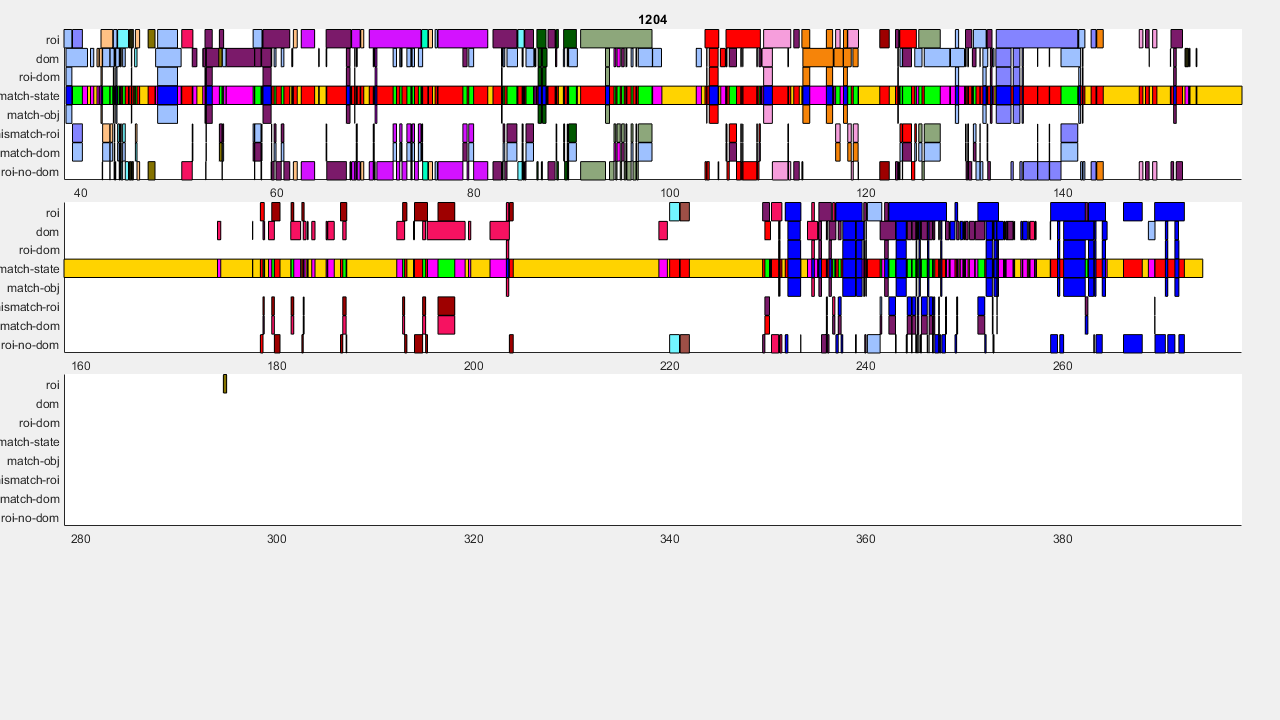 1204
roi
dom
roi-dom
match-state
match-obj
ismatch-roi
match-dom
roi-no-dom
40 60 80 100 120 140
roi
dom
roi-dom
match-state
match-obj
ismatch-roi
match-dom
roi-no-dom
160 180 200 220 240 260
roi
dom
roi-dom
match-state
match-obj
ismatch-roi
match-dom
roi-no-dom
280 300 320 340 360 380